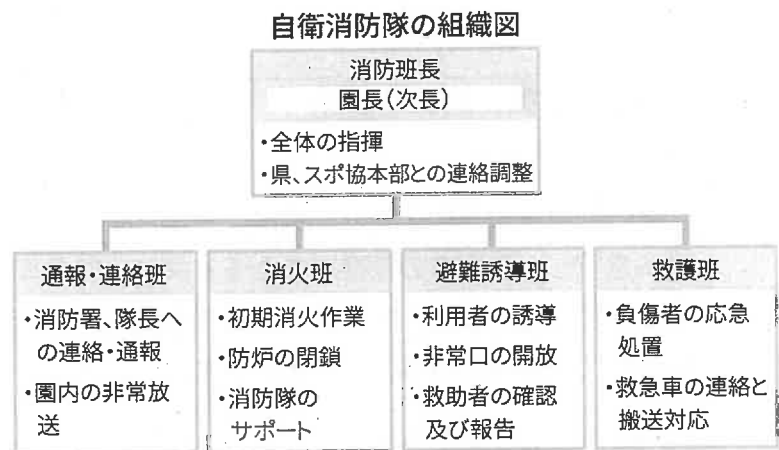 自衛消防隊の組織図
消防班長
園長(次長)
・全体の指揮
・県、スポ協本部との連絡調整
通報・連絡班
・消防署、隊長へ
の連絡・通報
・園内の非常放
送
消火班
・初期消火作業
・防炉の閉鎖
・消防隊の
サポート
避難誘導班
・利用者の誘導
・非常口の開放
・救助者の確認
及び報告
救護班
・負傷者の応急
処置
・救急車の連絡と
搬送対応